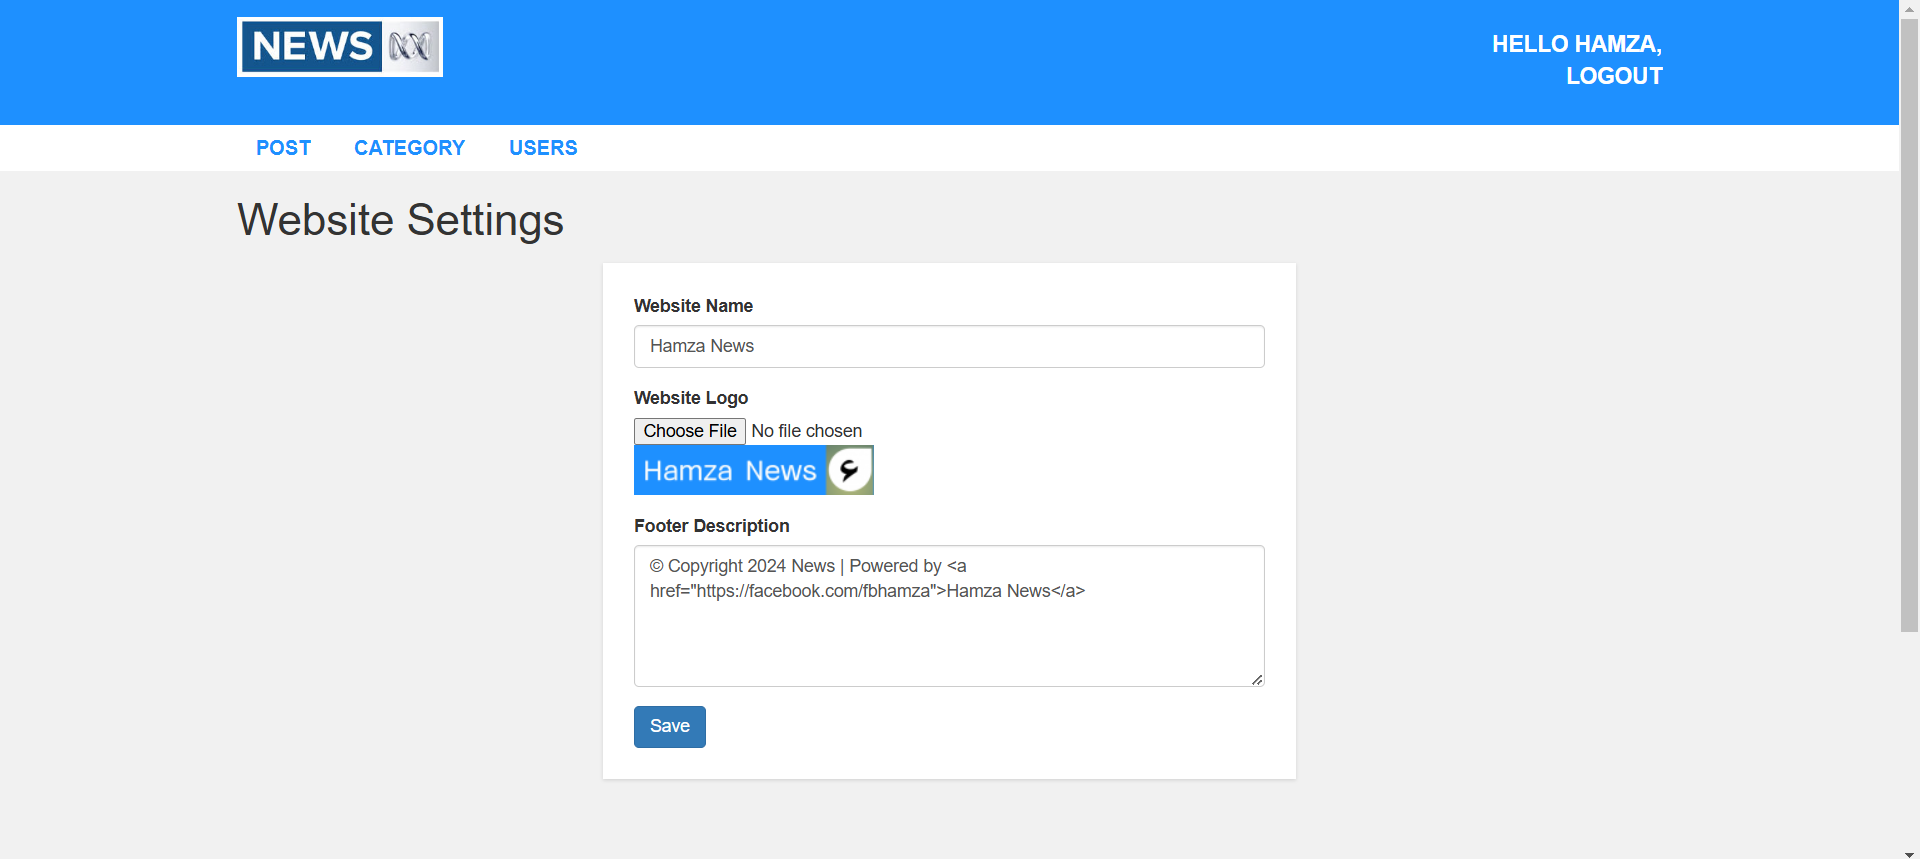 NEWS
HELLO HAMZA,
LOGOUT
POST CATEGORY USERS
Website Settings
Website Name
Hamza News
Website Logo
Choose File No file chosen
Hamza News
Footer Description
© Copyright 2024 News | Powered by <a
href="https://facebook.com/fbhamza">Hamza News</a>
Save